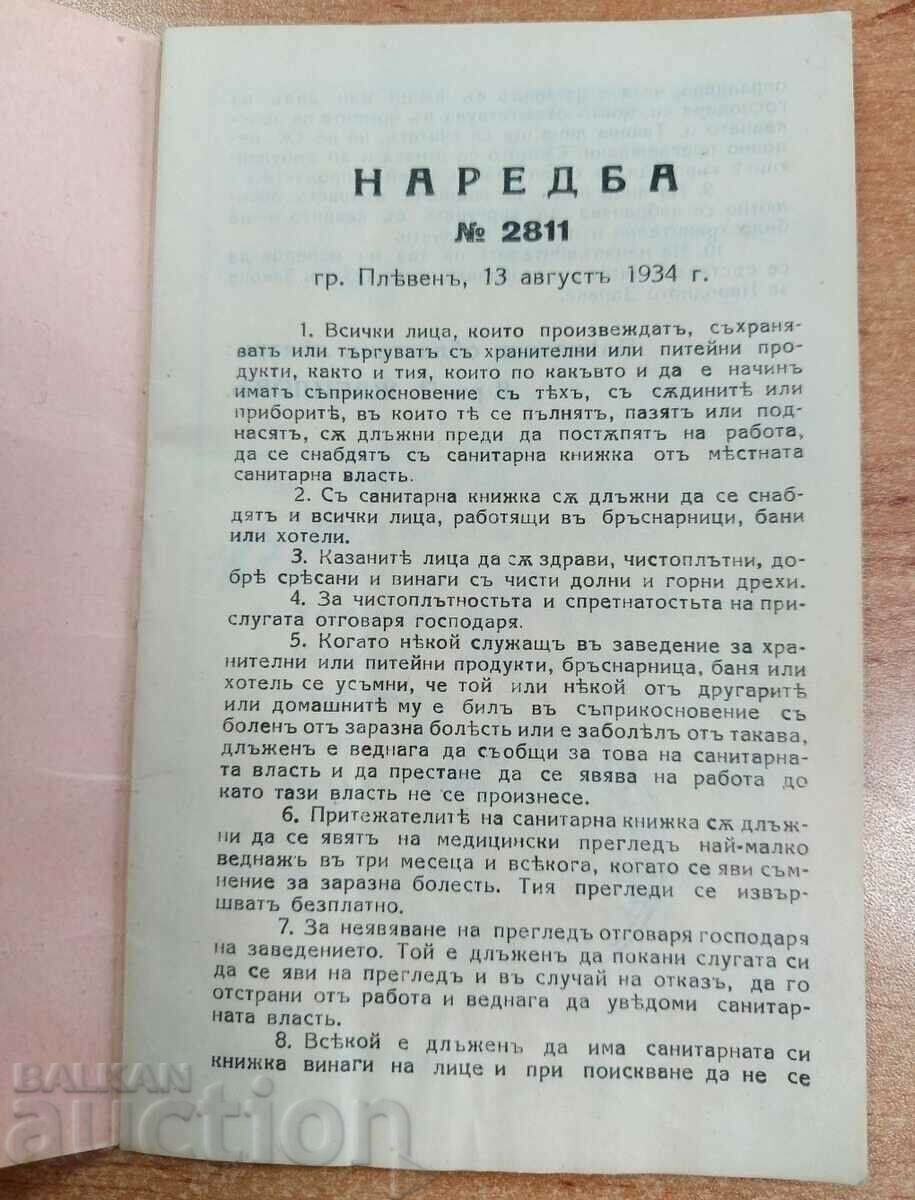 НАРЕДБА
№ 2811
гр. Плѣвенъ, 13 августъ 1934 г.
1. Всички лица, които произвеждатъ, съхраня-
ватъ или търгуватъ съ хранителни или питейни про-
дукти, както и тия, които по какъвто и да е начинъ
иматъ съприкосновение съ тѣхъ, съ сѫдинитѣ или
приборитѣ, въ които тѣ се пълнятъ, пазятъ или под-
насятъ, сѫ длъжни преди да постѫпятъ на работа,
да се снабдятъ съ санитарна книжка отъ мѣстната
санитарна власть.
2. Съ санитарна книжка сѫ длъжни да се снаб-
дятъ и всички лица, работящи въ бръснарници, бани
или хотели.
3. Казанитѣ лица да сѫ здрави, чистоплътни, до-
брѣ срѣсани и винаги съ чисти долни и горни дрехи.
4. За чистоплътностьта и спретнатостьта на при-
слугата отговаря господаря.
5. Когато нѣкой служащъ въ заведение за хра-
нителни или питейни продукти, бръснарница, баня или
хотель се усъмни, че той или нѣкой отъ другаритѣ
или домашнитѣ му е билъ въ съприкосновение съ
боленъ отъ заразна болѣсть или е заболѣлъ отъ такава,
длъженъ е веднага да съобщи за това на санитарна-
та власть и да престане да се явява на работа до
като тази власть не се произнесе.
6. Притежателитѣ на санитарна книжка сѫ длъж-
ни да се явятъ на медицински прегледъ най-малко
веднажъ въ три месеца и всѣкога, когато се яви съм-
нение за заразна болесть. Тия прегледи се извър-
шватъ безплатно.
7. За неявяване на прегледъ отговаря господаря
на заведението. Той е длъженъ да покани слугата си
да се яви на прегледъ и въ случай на отказъ, да го
отстрани отъ работа и веднага да уведоми санитар-
ната власть.
8. Всѣкой е длъженъ да има санитарната си
книжка винаги на лице и при поискване да не се
BALKAN
auction